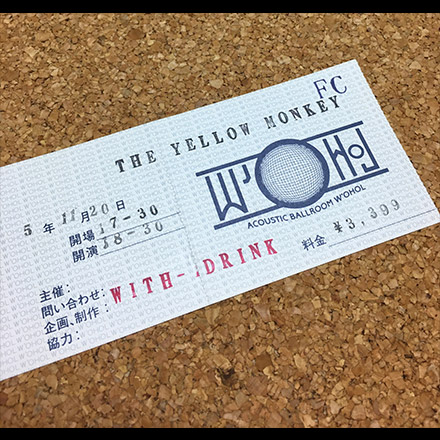 FC
THE YELLOW MONKEY
W'OHOL
ACOUSTIC BALLROOM W'OHOL
5 年 11月20日
開場 17-30
開演 18-30
WITH-1DRINK
料金 ¥3,399
主催:
問い合わせ:
企画、制作:
協力: